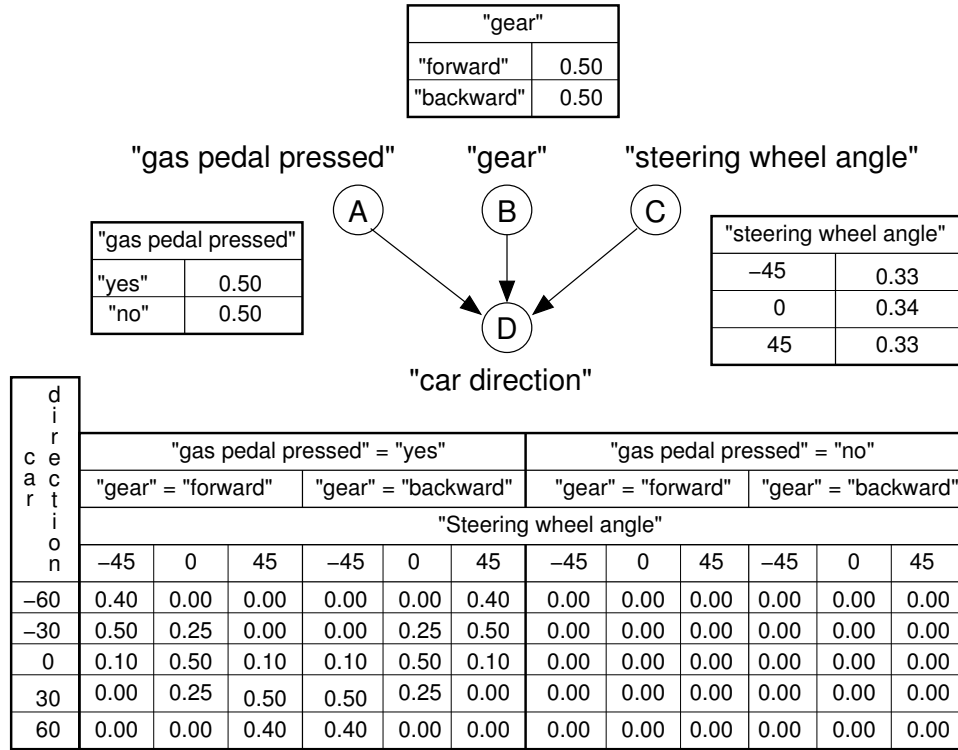 "gear"
"forward" 0.50
"backward" 0.50
"gas pedal pressed" "gear" "steering wheel angle"
A B C
"gas pedal pressed"
"yes" 0.50
"no" 0.50
"steering wheel angle"
−45 0.33
0 0.34
45 0.33
D
"car direction"
car direction
"gas pedal pressed" = "yes" "gas pedal pressed" = "no"
"gear" = "forward" "gear" = "backward" "gear" = "forward" "gear" = "backward"
"Steering wheel angle"
−45 0 45 −45 0 45 −45 0 45 −45 0 45
−60 0.40 0.00 0.00 0.00 0.00 0.40 0.00 0.00 0.00 0.00 0.00 0.00
−30 0.50 0.25 0.00 0.00 0.25 0.50 0.00 0.00 0.00 0.00 0.00 0.00
0 0.10 0.50 0.10 0.10 0.50 0.10 0.00 0.00 0.00 0.00 0.00 0.00
30 0.00 0.25 0.50 0.50 0.25 0.00 0.00 0.00 0.00 0.00 0.00 0.00
60 0.00 0.00 0.40 0.40 0.00 0.00 0.00 0.00 0.00 0.00 0.00 0.00